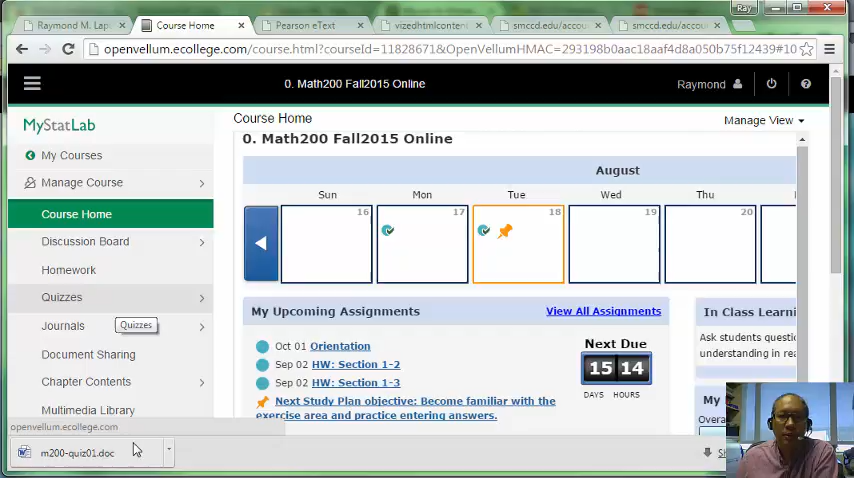 Ray
Raymond M. Lap
Course Home
Pearson eText
vizedhtmlconten
smccd.edu/accou
smccd.edu/accou
openvellum.ecollege.com/course.html?courseId=11828671&OpenVellumHMAC=293198b0aac18aaf4d8a050b75f12439#10
0. Math200 Fall2015 Online
Raymond
MyStatLab
My Courses
Manage Course
Course Home
Discussion Board
Homework
Quizzes
Quizzes
Journals
Document Sharing
Chapter Contents
Multimedia Library
openvellum.ecollege.com
m200-quiz01.doc
Course Home
Manage View
0. Math200 Fall2015 Online
August
Sun Mon Tue Wed Thu
16 17 18 19 20
My Upcoming Assignments View All Assignments
Oct 01 Orientation
Sep 02 HW: Section 1-2
Sep 02 HW: Section 1-3
Next Study Plan objective: Become familiar with the
exercise area and practice entering answers.
Next Due
15 14
DAYS HOURS
In Class Learni
Ask students questio
understanding in rea
My
Overa